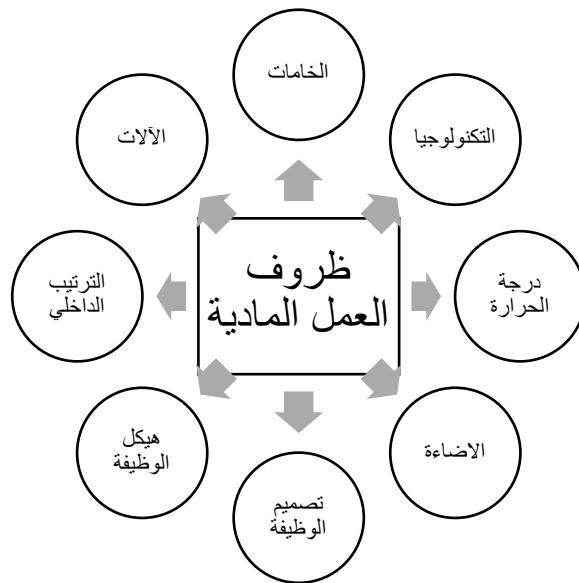 الخامات
التكنولوجيا
الآلات
درجة
الحرارة
ظروف
العمل المادية
الترتيب
الداخلي
الاضاءة
هيكل
الوظيفة
تصميم
الوظيفة